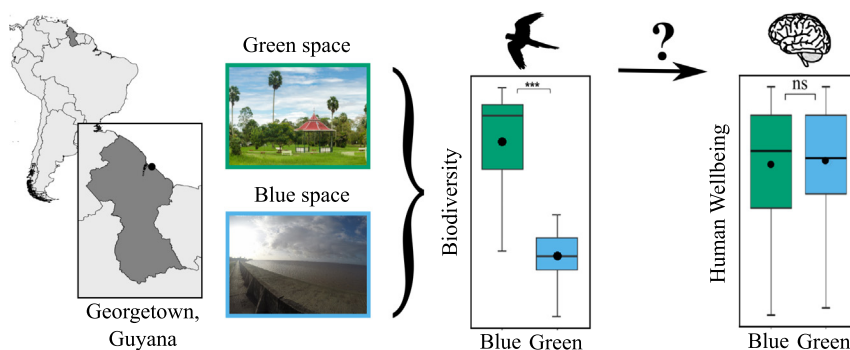 Green space
Blue space
Georgetown,
Guyana
Biodiversity
***
Blue Green
?
Human Wellbeing
ns
Blue Green